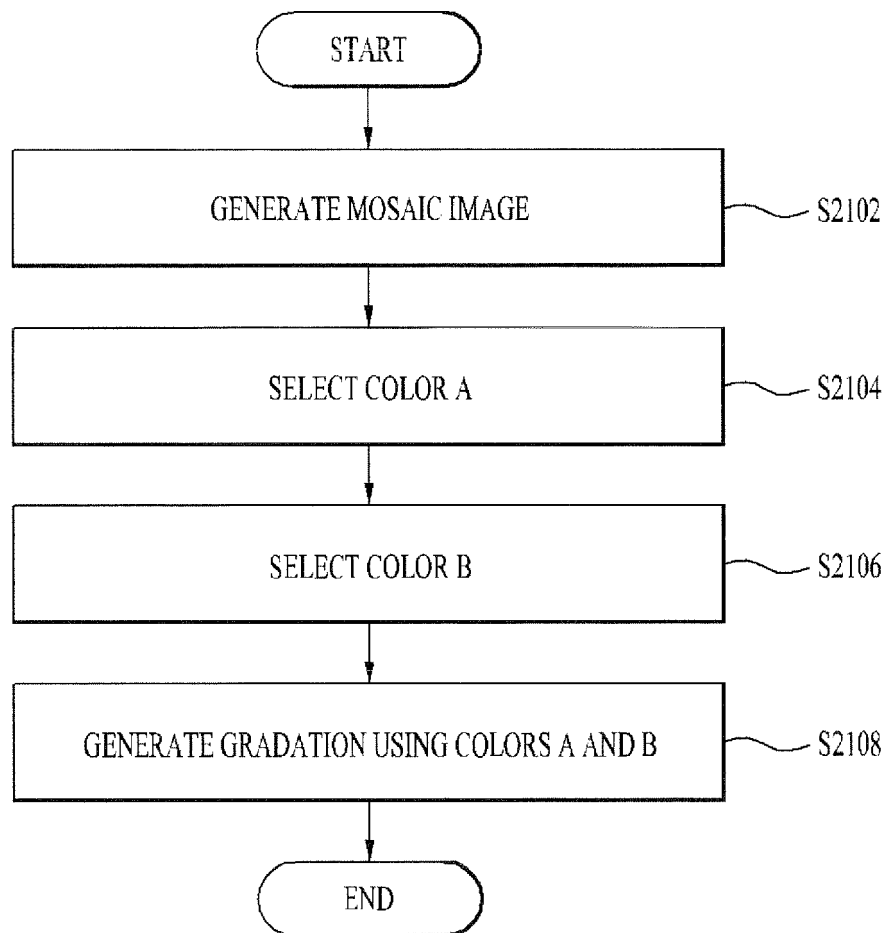 START
GENERATE MOSAIC IMAGE
S2102
SELECT COLOR A
S2104
SELECT COLOR B
S2106
GENERATE GRADATION USING COLORS A AND B
S2108
END